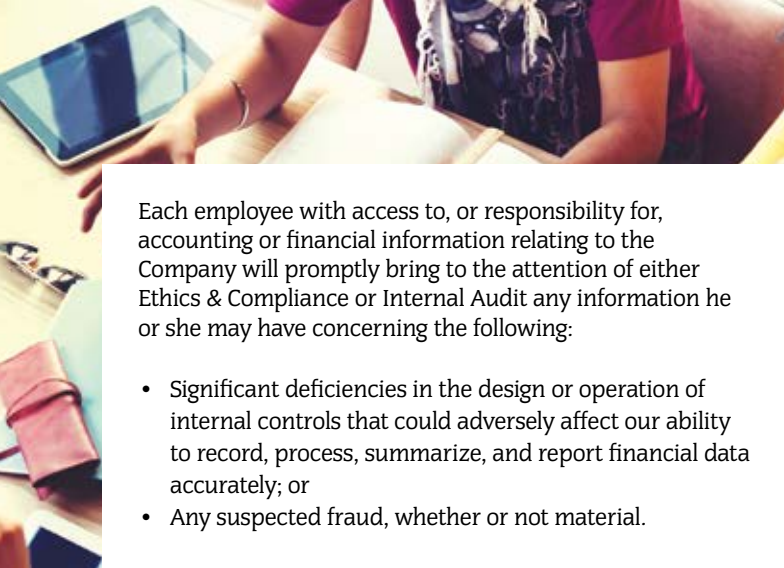 Each employee with access to, or responsibility for,
accounting or financial information relating to the
Company will promptly bring to the attention of either
Ethics & Compliance or Internal Audit any information he
or she may have concerning the following:
• Significant deficiencies in the design or operation of
internal controls that could adversely affect our ability
to record, process, summarize, and report financial data
accurately; or
• Any suspected fraud, whether or not material.